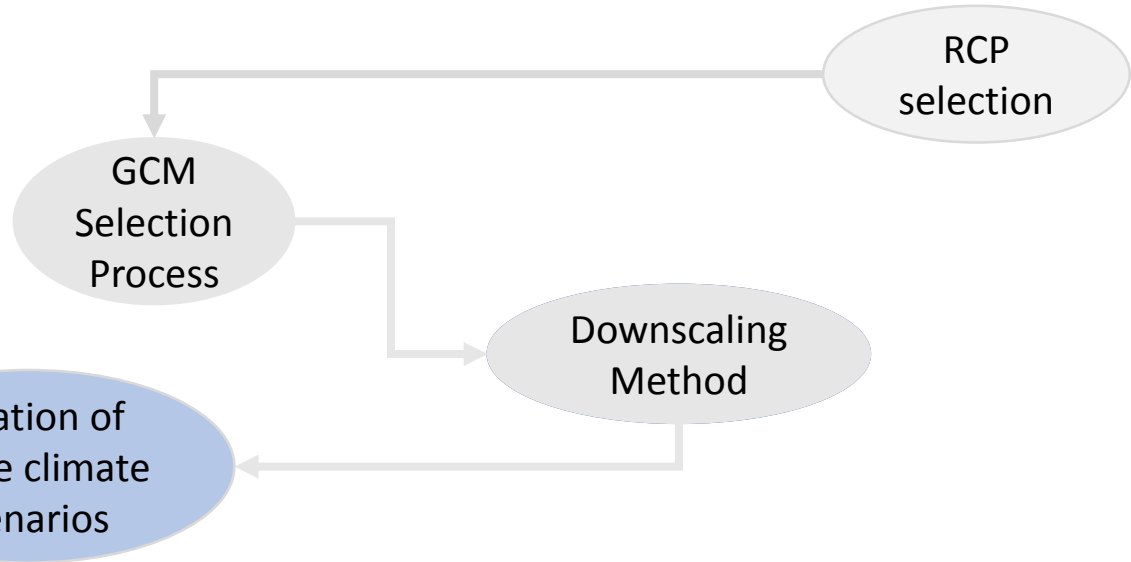 RCP
selection
GCM
Selection
Process
Downscaling
Method
ation of
e climate
enarios